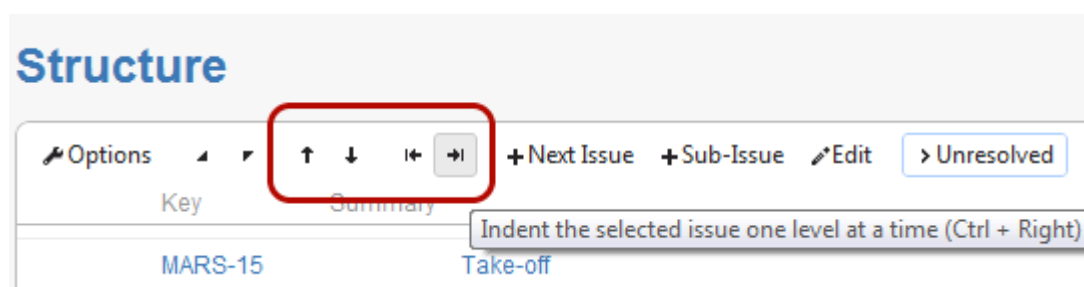 Structure
Options + Next Issue + Sub-Issue Edit > Unresolved
Key Summary
Indent the selected issue one level at a time (Ctrl + Right)
MARS-15 Take-off